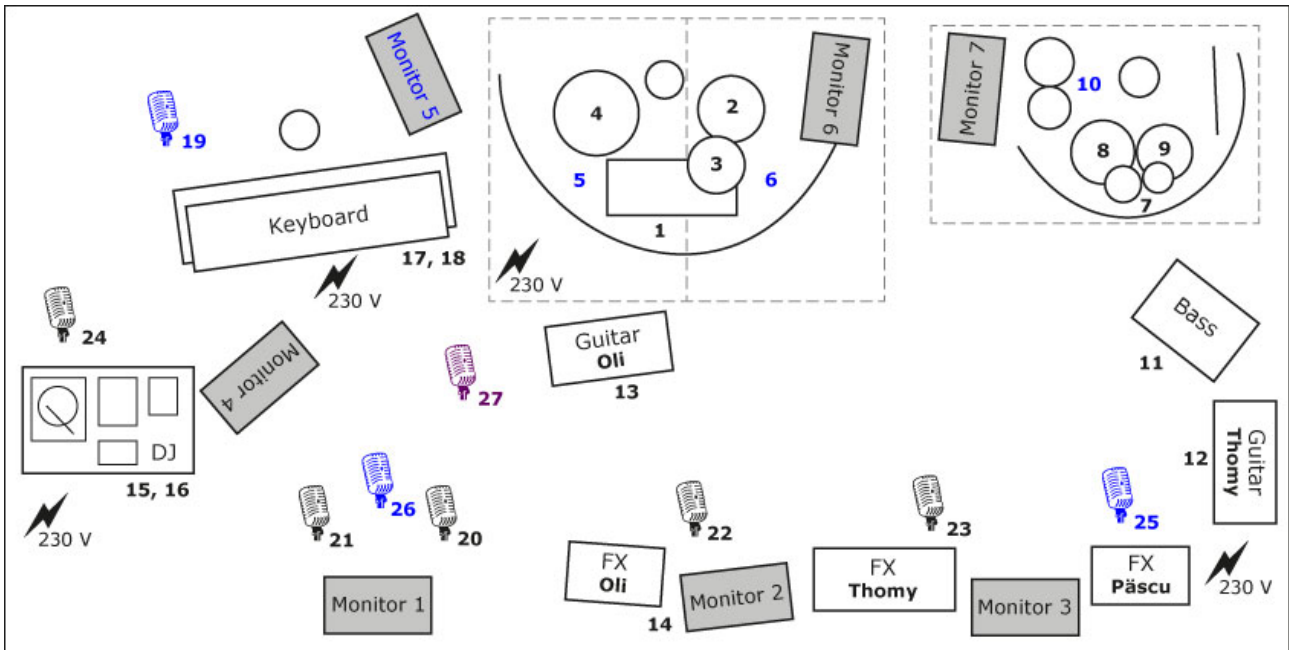 Monitor 5
19
Keyboard
17, 18
230 V
4
2
3
5
6
1
230 V
Monitor 6
Monitor 7
10
8
9
7
24
Monitor 4
DJ
15, 16
230 V
27
Guitar
Oli
13
Bass
11
12
Guitar
Thomy
21
26
20
22
23
25
Monitor 1
FX
Oli
14
Monitor 2
FX
Thomy
Monitor 3
FX
Päscu
230 V